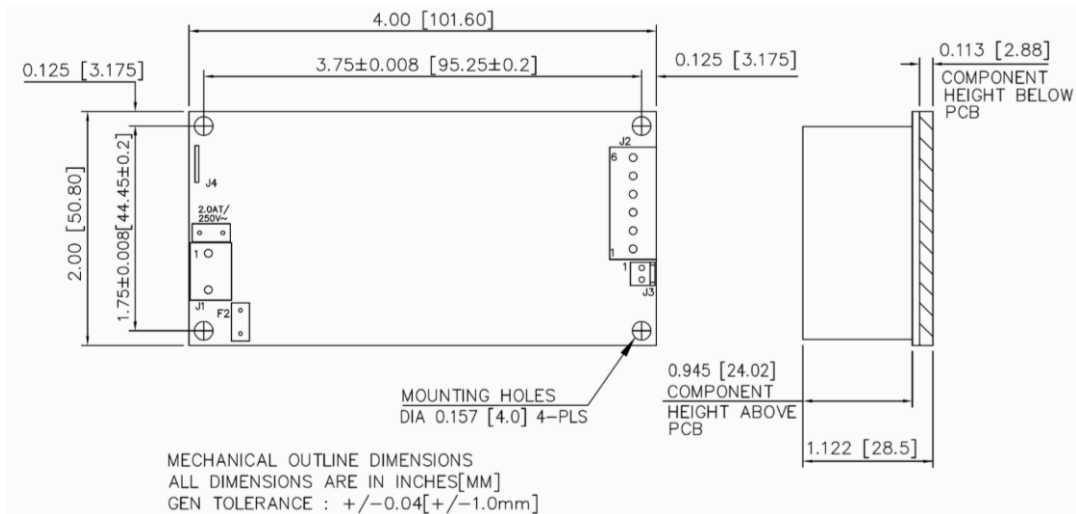 4.00 [101.60]
0.125 [3.175]
3.75±0.008 [95.25±0.2]
0.125 [3.175]
0.113 [2.88]
COMPONENT
HEIGHT BELOW
PCB
2.00 [50.80]
1.75±0.008[44.45±0.2]
J4
2.0AT/
250V~
1
J1
F2
J2
6
1
1
J3
MOUNTING HOLES
DIA 0.157 [4.0] 4-PLS
0.945 [24.02]
COMPONENT
HEIGHT ABOVE
PCB
1.122 [28.5]
MECHANICAL OUTLINE DIMENSIONS
ALL DIMENSIONS ARE IN INCHES[MM]
GEN TOLERANCE : +/-0.04[+/-1.0mm]